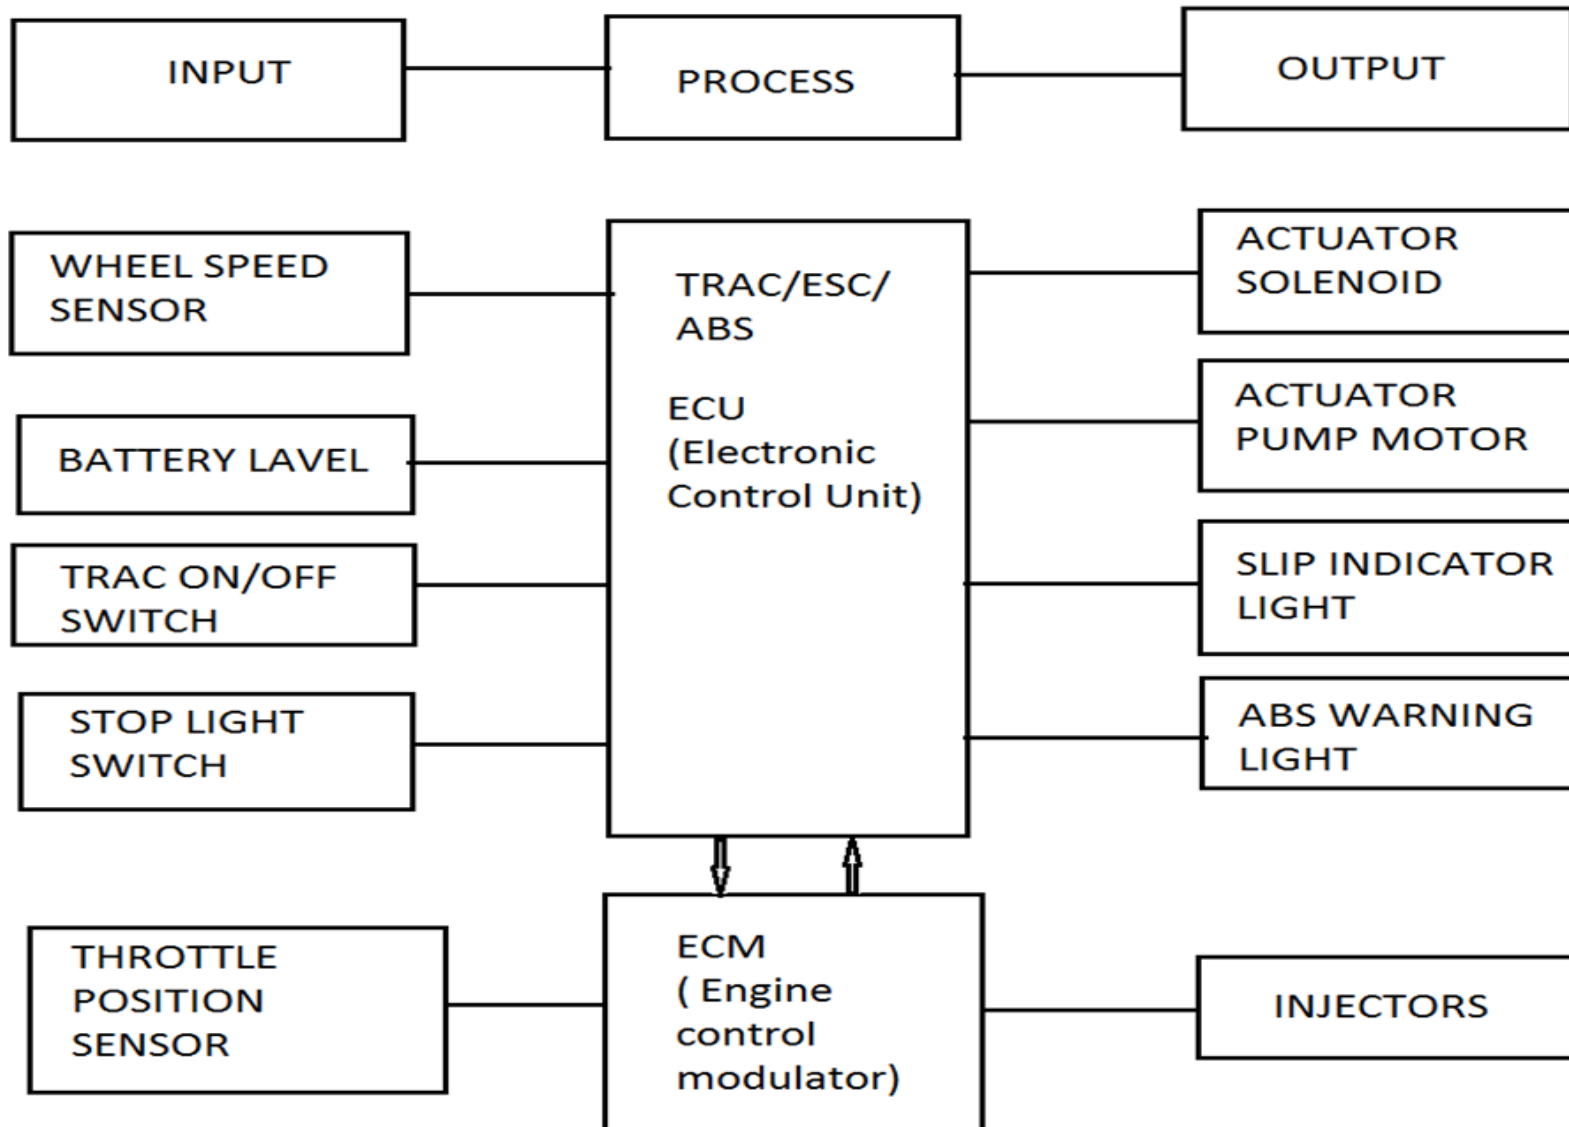 INPUT
PROCESS
OUTPUT
WHEEL SPEED
SENSOR
BATTERY LAVEL
TRAC ON/OFF
SWITCH
STOP LIGHT
SWITCH
TRAC/ESC/
ABS
ECU
(Electronic
Control Unit)
ACTUATOR
SOLENOID
ACTUATOR
PUMP MOTOR
SLIP INDICATOR
LIGHT
ABS WARNING
LIGHT
THROTTLE
POSITION
SENSOR
ECM
( Engine
control
modulator)
INJECTORS